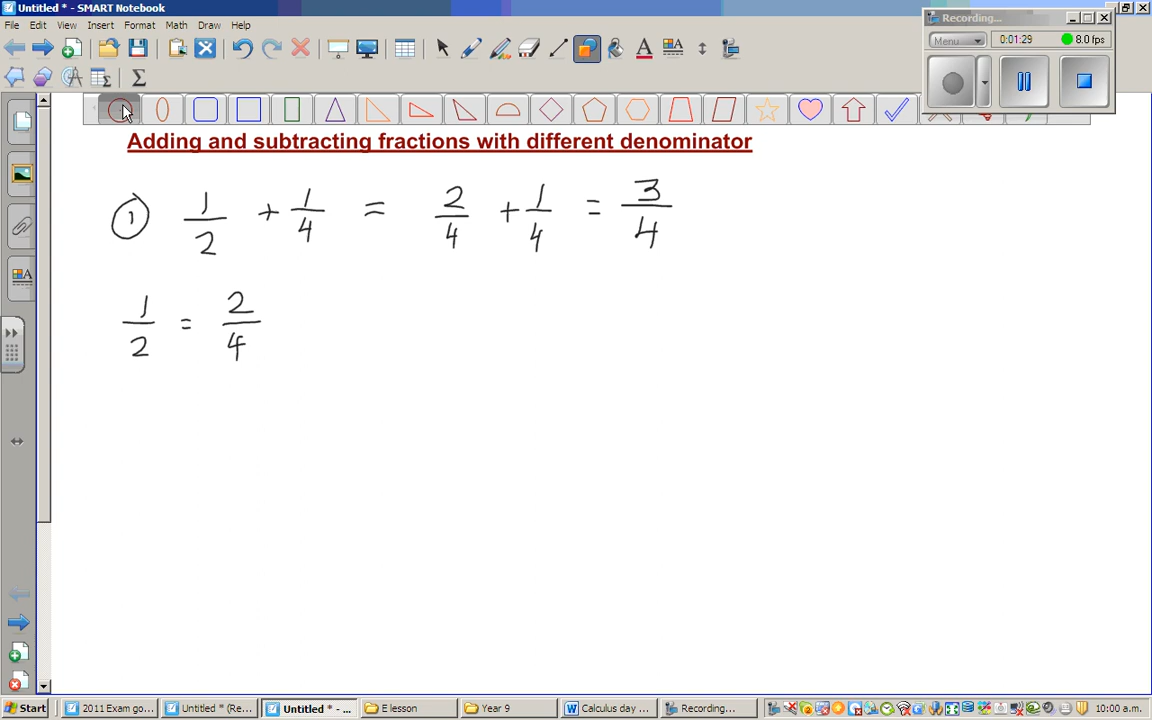 Untitled * - SMART Notebook
File Edit View Insert Format Math Draw Help
Recording...
Menu 0:01:29 8.0 fps
Adding and subtracting fractions with different denominator
① 1/2 + 1/4 = 2/4 + 1/4 = 3/4
1/2 = 2/4
Start 2011 Exam go... Untitled * (Re... Untitled * - ... E lesson Year 9 Calculus day ... Recording... 10:00 a.m.